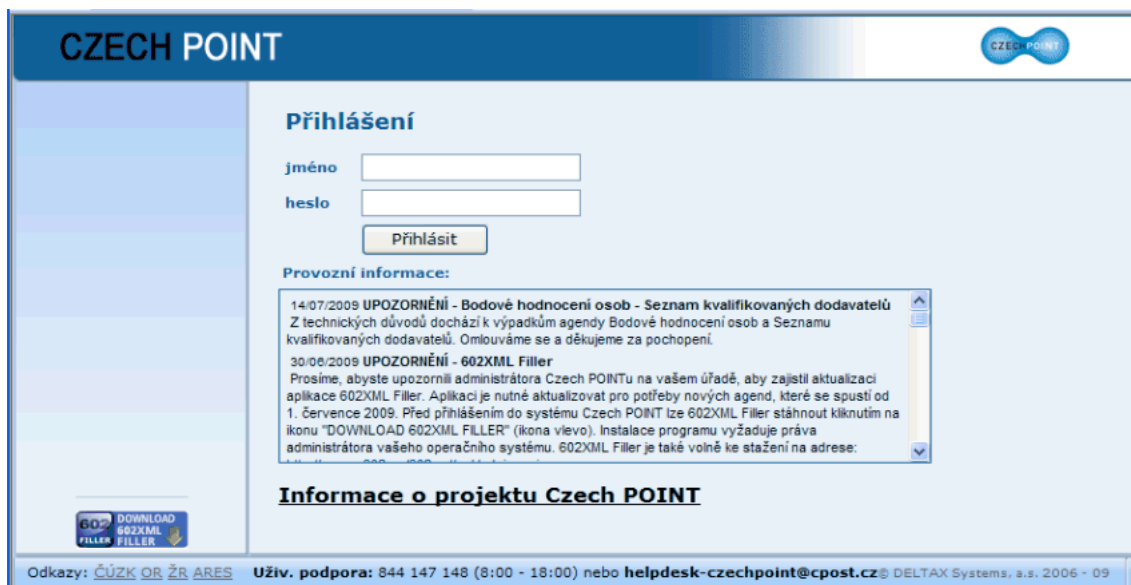 CZECH POINT
CZECHPOINT
Přihlášení
jméno
heslo
Přihlásit
Provozní informace:
14/07/2009 UPOZORNĚNÍ - Bodové hodnocení osob - Seznam kvalifikovaných dodavatelů
Z technických důvodů dochází k výpadkům agendy Bodové hodnocení osob a Seznamu
kvalifikovaných dodavatelů. Omlouváme se a děkujeme za pochopení.
30/06/2009 UPOZORNĚNÍ - 602XML Filler
Prosíme, abyste upozornili administrátora Czech POINTu na vašem úřadě, aby zajistil aktualizaci
aplikace 602XML Filler. Aplikaci je nutné aktualizovat pro potřeby nových agend, které se spustí od
1. července 2009. Před přihlášením do systému Czech POINT lze 602XML Filler stáhnout kliknutím na
ikonu "DOWNLOAD 602XML FILLER" (ikona vlevo). Instalace programu vyžaduje práva
administrátora vašeho operačního systému. 602XML Filler je také volně ke stažení na adrese:
Informace o projektu Czech POINT
602 FILLER DOWNLOAD 602XML FILLER
Odkazy: ČÚZK OR ŽR ARES Uživ. podpora: 844 147 148 (8:00 - 18:00) nebo helpdesk-czechpoint@cpost.cz © DELTAX Systems, a.s. 2006 - 09